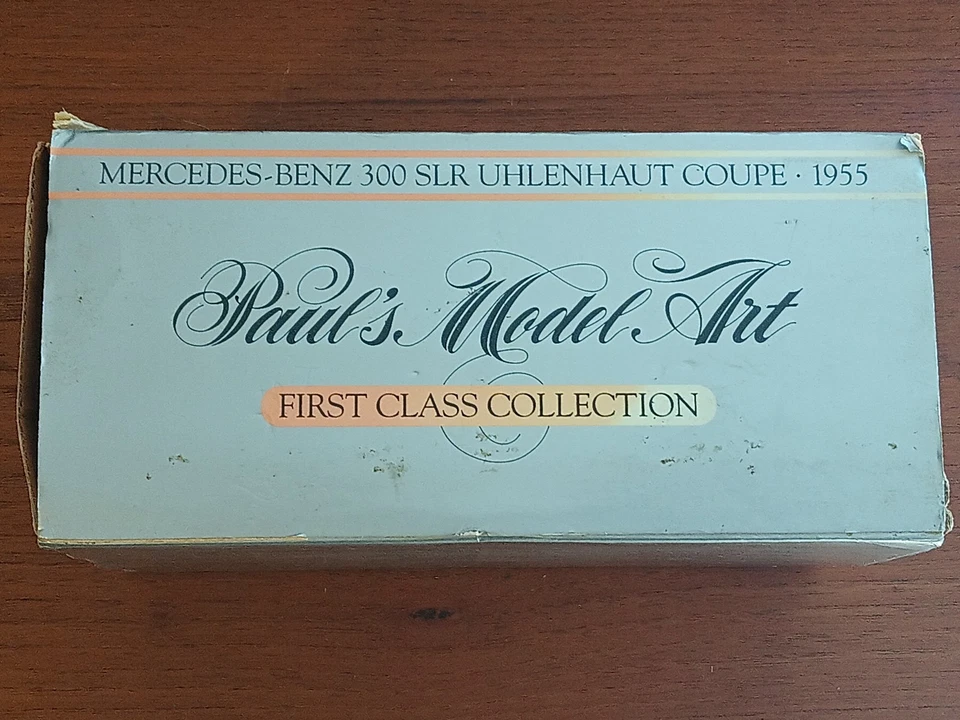 MERCEDES-BENZ 300 SLR UHLENHAUT COUPE · 1955
Paul's Model Art
FIRST CLASS COLLECTION